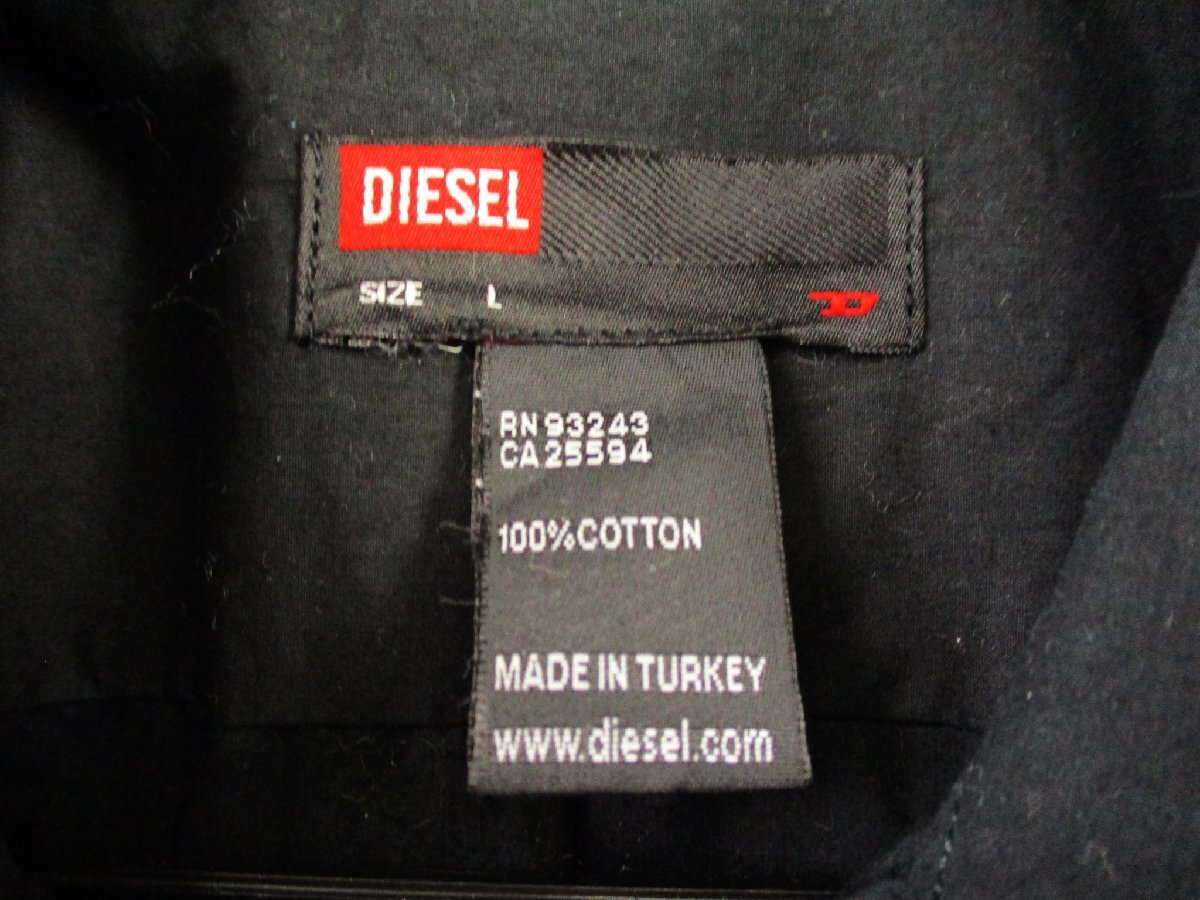 DIESEL
SIZE L
RN 93243
CA 25594
100% COTTON
MADE IN TURKEY
www.diesel.com